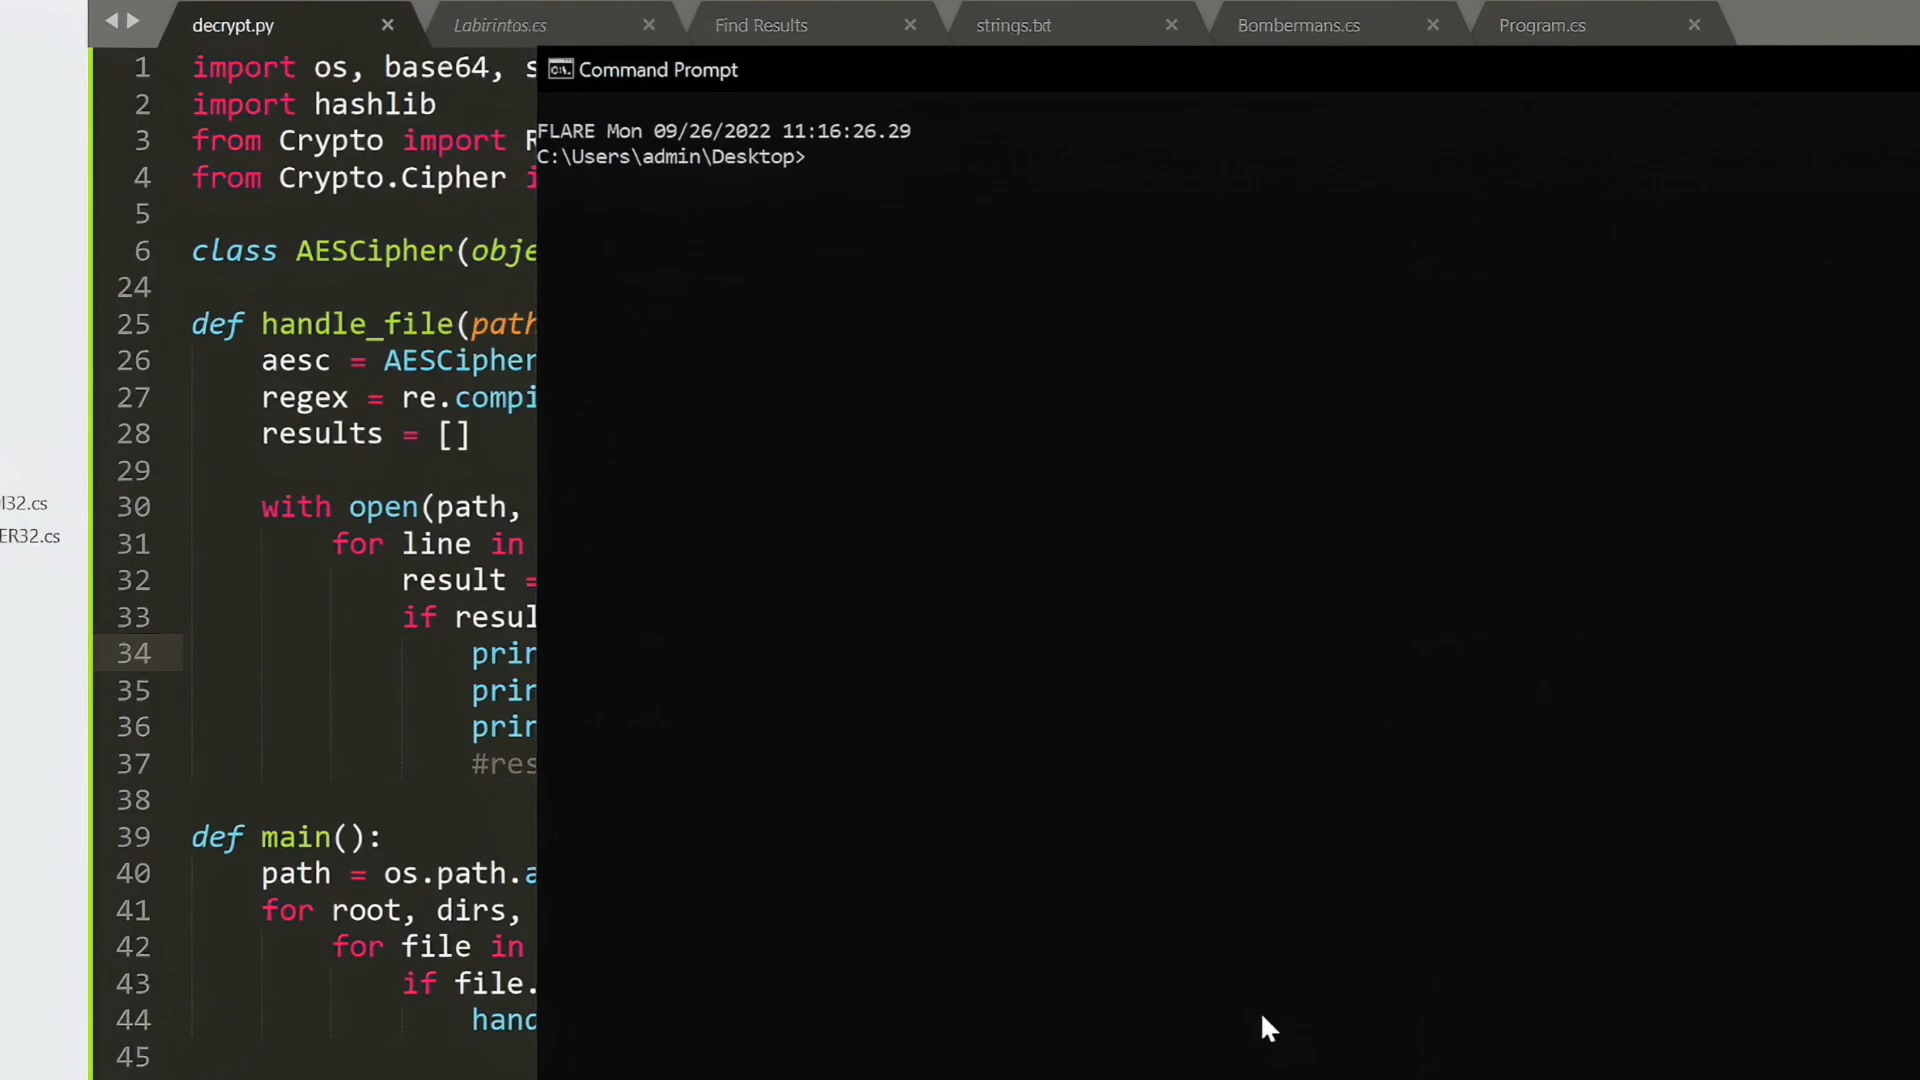 decrypt.py Labirintos.cs Find Results strings.txt Bombermans.cs Program.cs
Command Prompt
FLARE Mon 09/26/2022 11:16:26.29
C:\Users\admin\Desktop>
I32.cs
ER32.cs
1 import os, base64, s
2 import hashlib
3 from Crypto import R
4 from Crypto.Cipher i
5
6 class AESCipher(obje
24
25 def handle_file(path
26 aesc = AESCipher
27 regex = re.compi
28 results = []
29
30 with open(path,
31 for line in
32 result =
33 if resul
34 prin
35 prin
36 prin
37 #res
38
39 def main():
40 path = os.path.a
41 for root, dirs,
42 for file in
43 if file.
44 hand
45